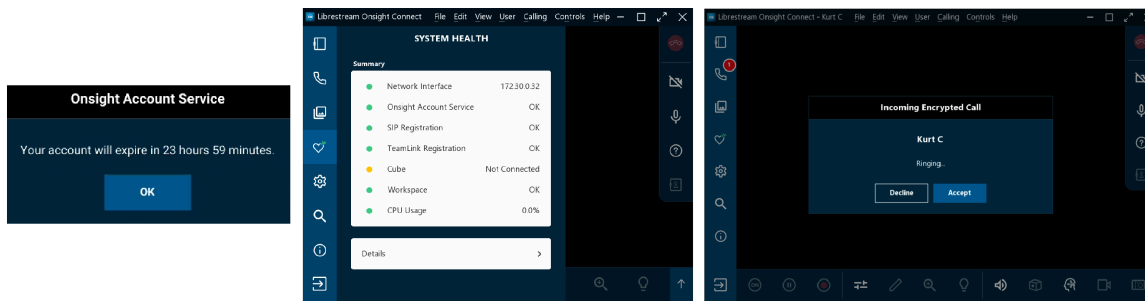 Onsight Account Service
Your account will expire in 23 hours 59 minutes.
OK
Librestream Onsight Connect File Edit View User Calling Controls Help
SYSTEM HEALTH
Summary
Network Interface 172.30.0.32
Onsight Account Service OK
SIP Registration OK
TeamLink Registration OK
Cube Not Connected
Workspace OK
CPU Usage 0.0%
Details
Librestream Onsight Connect - Kurt C File Edit View User Calling Controls Help
1
Incoming Encrypted Call
Kurt C
Ringing...
Decline Accept